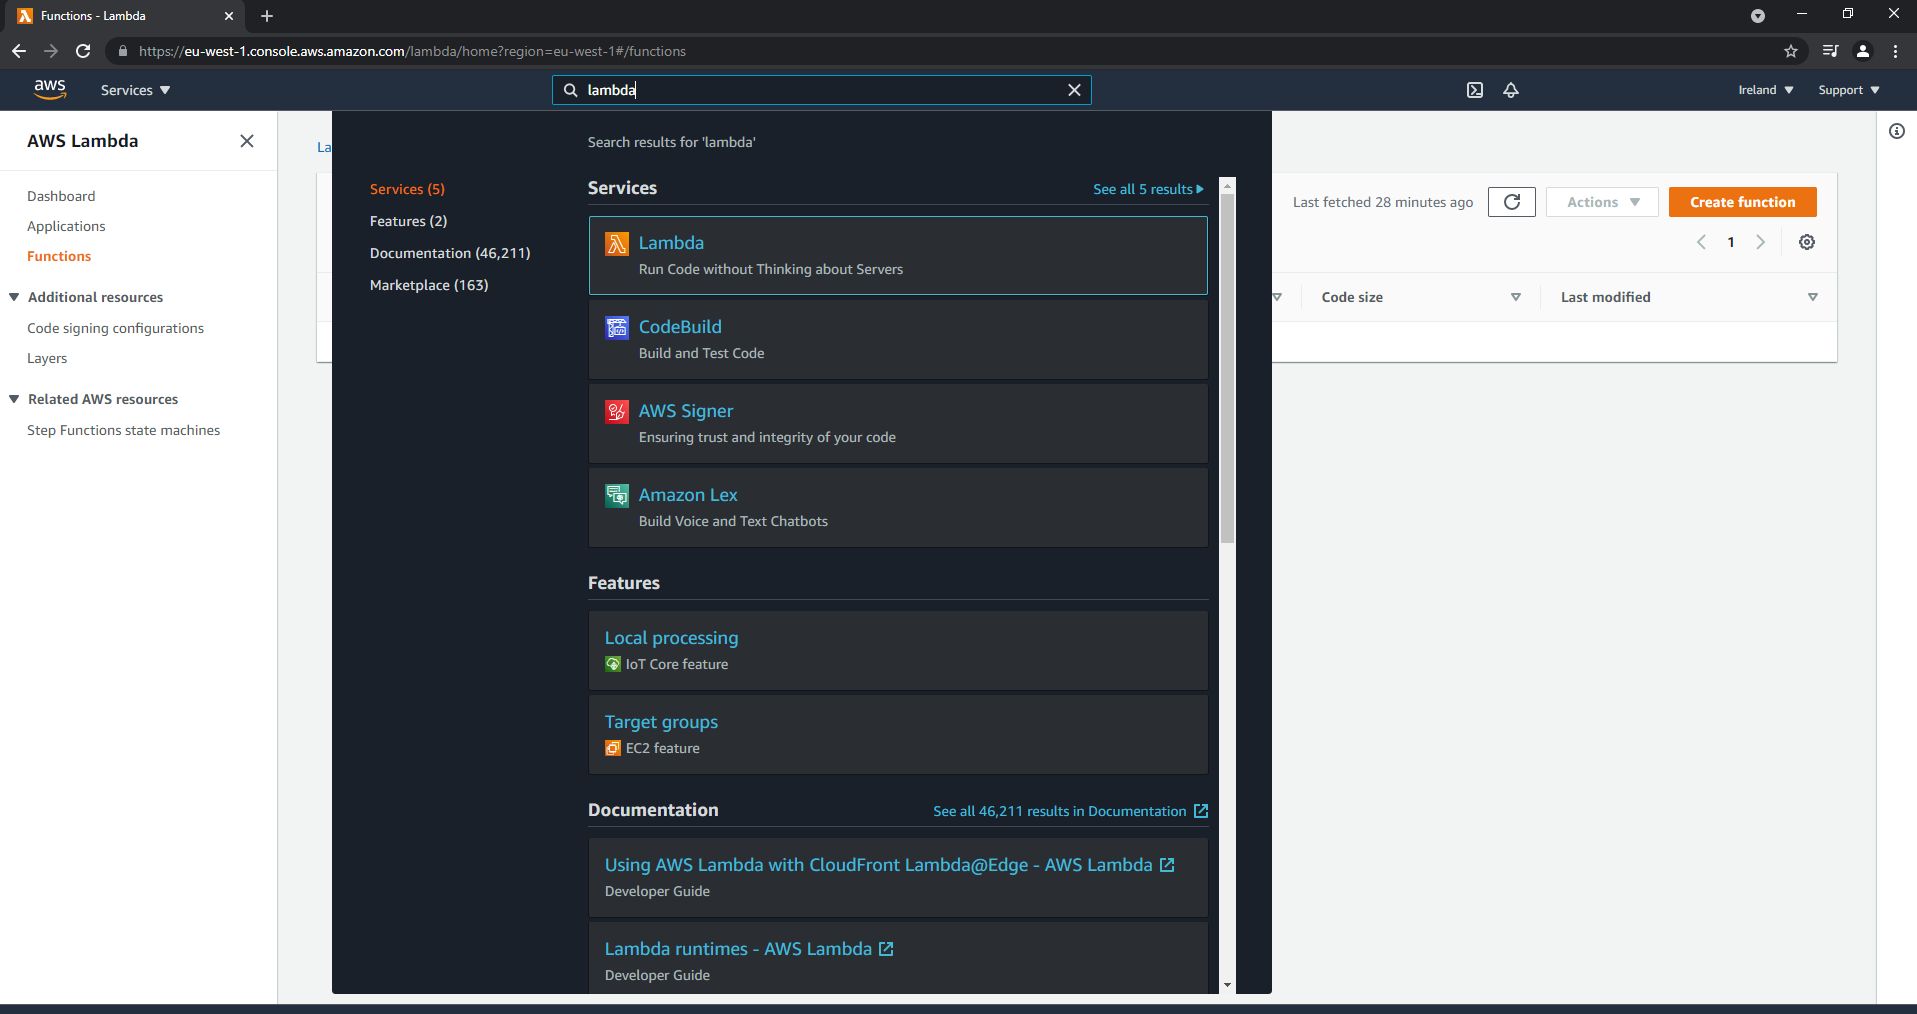 Functions - Lambda
https://eu-west-1.console.aws.amazon.com/lambda/home?region=eu-west-1#/functions
aws
Services
lambda
Ireland
Support
AWS Lambda
Dashboard
Applications
Functions
Additional resources
Code signing configurations
Layers
Related AWS resources
Step Functions state machines
La
Search results for 'lambda'
Services (5)
Features (2)
Documentation (46,211)
Marketplace (163)
Services
See all 5 results
Lambda
Run Code without Thinking about Servers
CodeBuild
Build and Test Code
AWS Signer
Ensuring trust and integrity of your code
Amazon Lex
Build Voice and Text Chatbots
Features
Local processing
IoT Core feature
Target groups
EC2 feature
Documentation
See all 46,211 results in Documentation
Using AWS Lambda with CloudFront Lambda@Edge - AWS Lambda
Developer Guide
Lambda runtimes - AWS Lambda
Developer Guide
Last fetched 28 minutes ago
Actions
Create function
1
Code size
Last modified